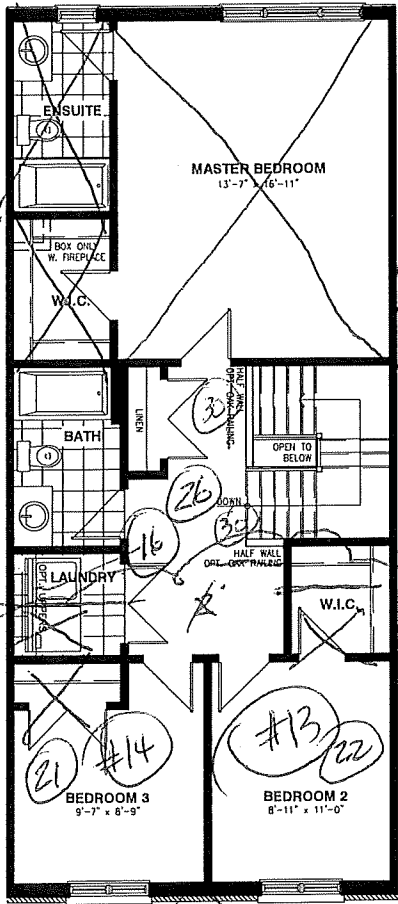 ENSUITE
MASTER BEDROOM
13'-7" x 16'-11"
BOX ONLY
W. FIREPLACE
W.I.C.
LINEN
30
HALF WALL
OPT. OAK RAILING
BATH
OPEN TO
BELOW
26
DOWN
30
16
HALF WALL
OPT. OAK RAILING
LAUNDRY
OPT. UPPERS
W.I.C.
#14
#13
21
22
BEDROOM 3
9'-7" x 8'-9"
BEDROOM 2
8'-11" x 11'-0"